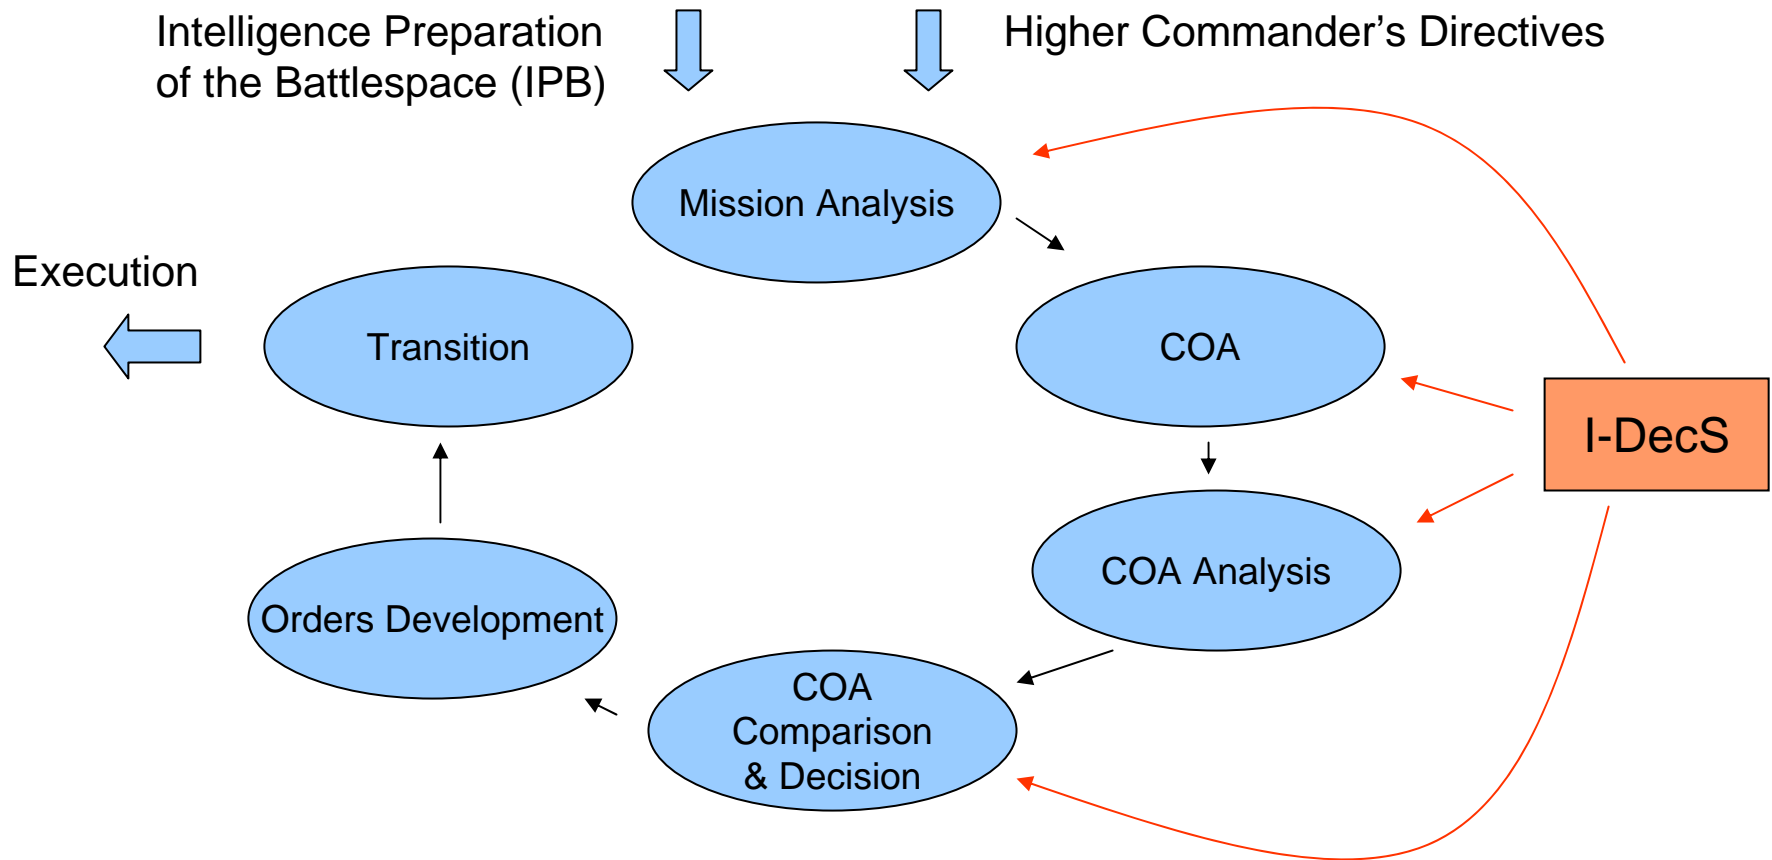 Intelligence Preparation
of the Battlespace (IPB)
Higher Commander’s Directives
Mission Analysis
Execution
Transition
COA
I-DecS
COA Analysis
Orders Development
COA
Comparison
& Decision